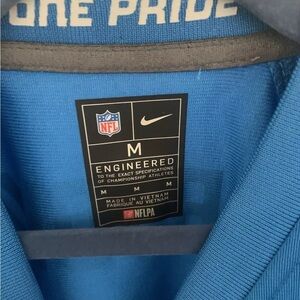 ONE PRIDE
NFL
M
ENGINEERED
TO THE EXACT SPECIFICATIONS
OF CHAMPIONSHIP ATHLETES
M M M
MADE IN VIETNAM
FABRIQUÉ AU VIETNAM
NFLPA